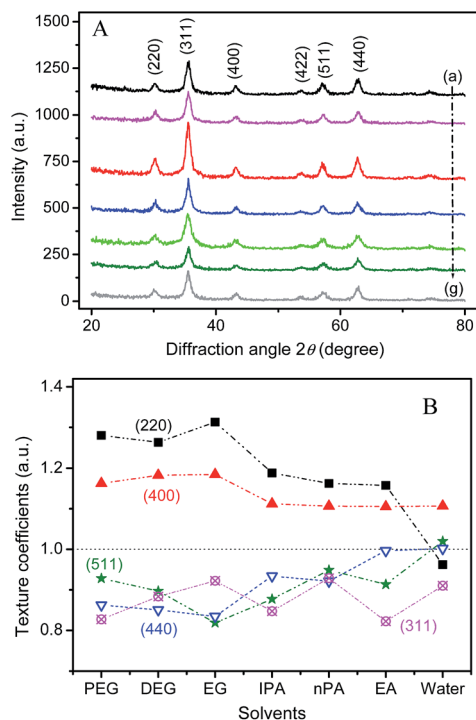 A
1500
1250
1000
750
500
250
0
Intensity (a.u.)
(220)
(311)
(400)
(422)
(511)
(440)
(a)
(g)
20
40
60
80
Diffraction angle 2θ (degree)
B
1.4
1.2
1.0
0.8
Texture coefficients (a.u.)
(220)
(400)
(511)
(440)
(311)
PEG
DEG
EG
IPA
nPA
EA
Water
Solvents